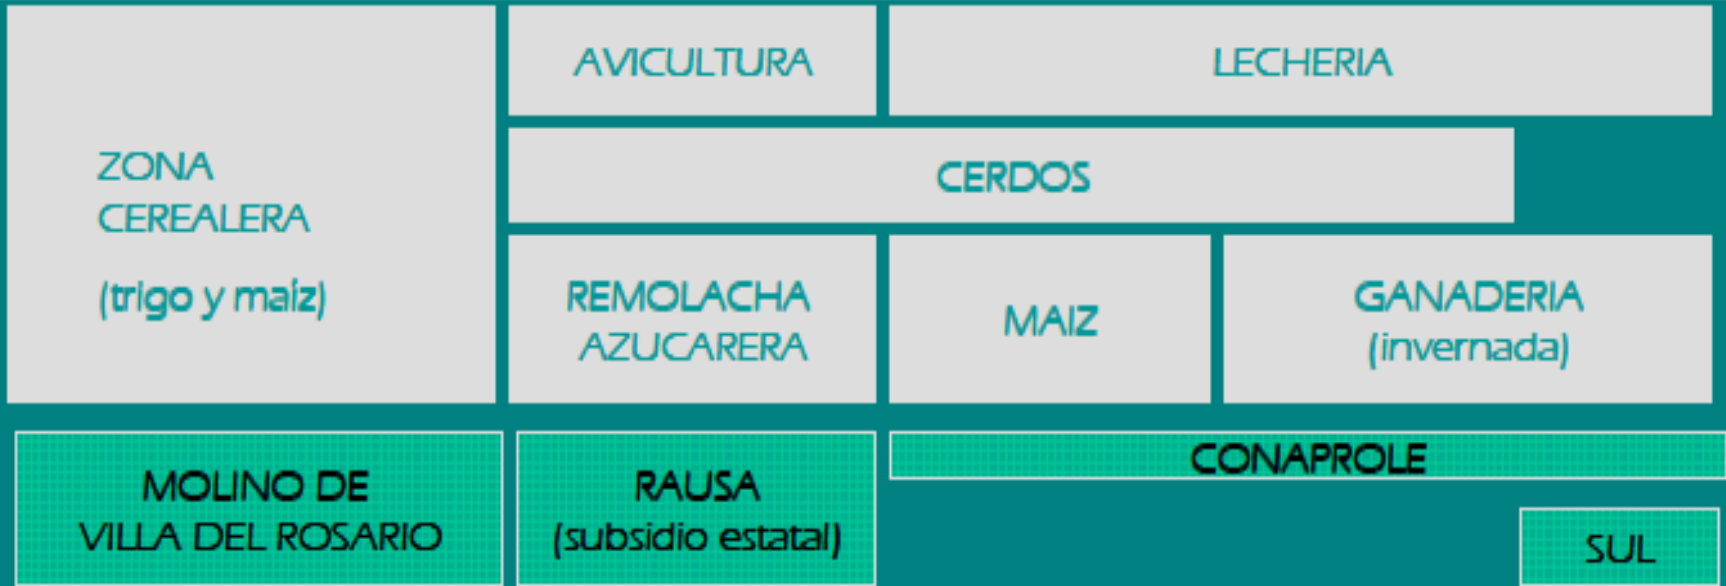 AVICULTURA
LECHERIA
ZONA
CEREALERA
(trigo y maíz)
CERDOS
REMOLACHA
AZUCARERA
MAIZ
GANADERIA
(invernada)
MOLINO DE
VILLA DEL ROSARIO
RAUSA
(subsidio estatal)
CONAPROLE
SUL